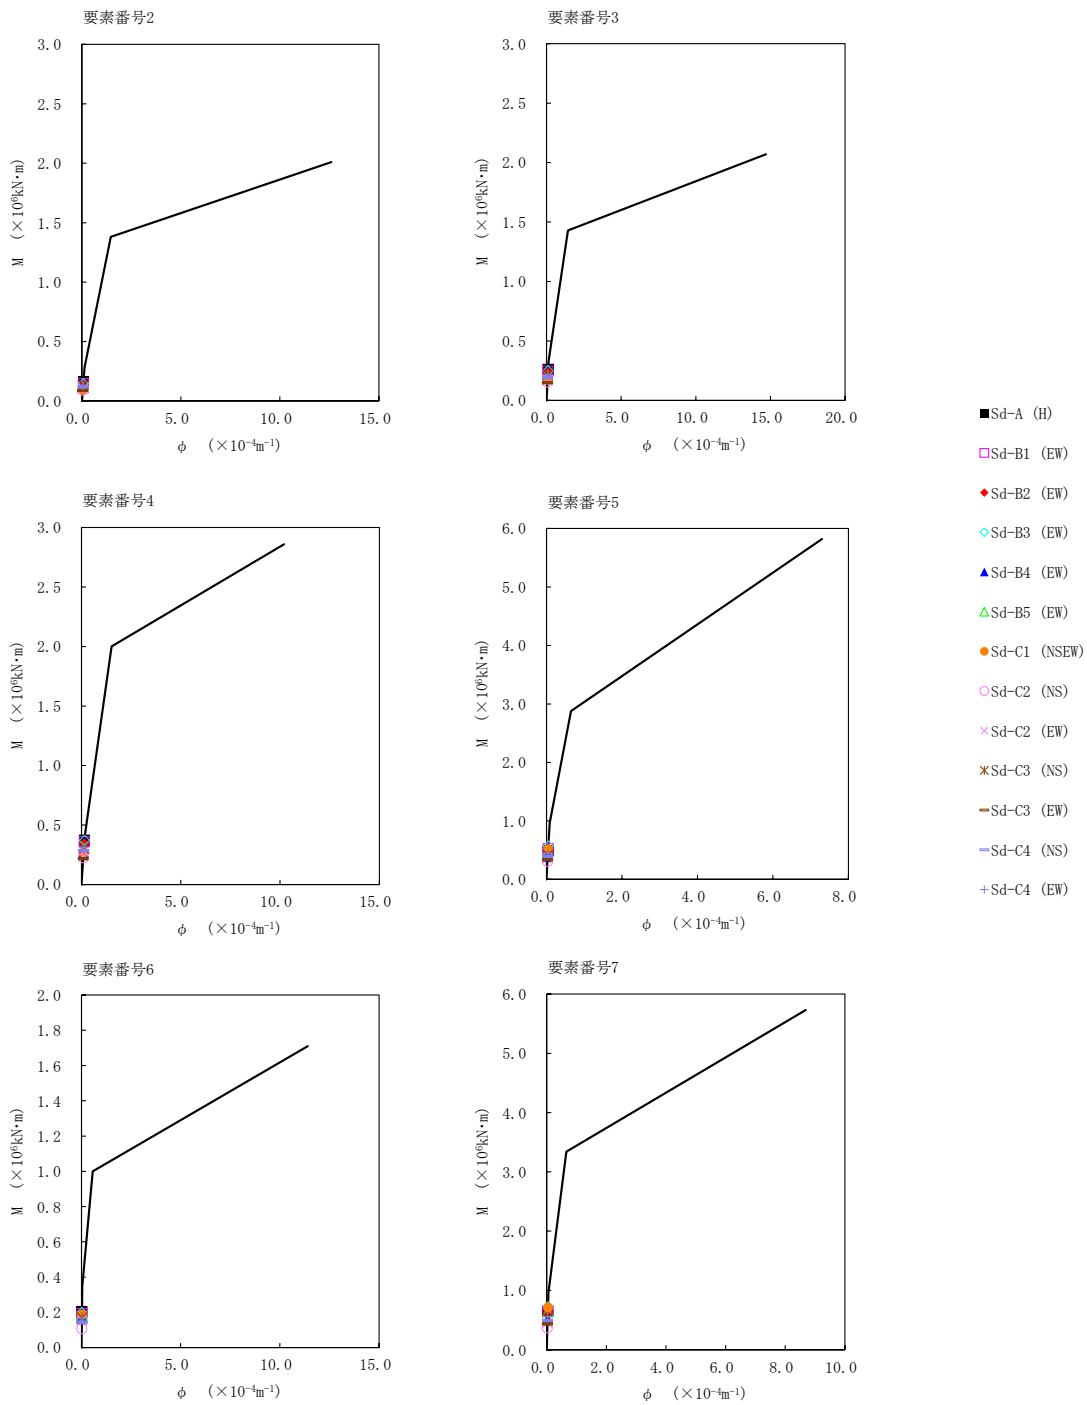 要素番号2
3.0
2.5
2.0
1.5
1.0
0.5
0.0
M (×10⁶kN・m)
0.0 5.0 10.0 15.0
φ (×10⁻⁴m⁻¹)
要素番号3
3.0
2.5
2.0
1.5
1.0
0.5
0.0
M (×10⁶kN・m)
0.0 5.0 10.0 15.0 20.0
φ (×10⁻⁴m⁻¹)
要素番号4
3.0
2.5
2.0
1.5
1.0
0.5
0.0
M (×10⁶kN・m)
0.0 5.0 10.0 15.0
φ (×10⁻⁴m⁻¹)
要素番号5
6.0
5.0
4.0
3.0
2.0
1.0
0.0
M (×10⁶kN・m)
0.0 2.0 4.0 6.0 8.0
φ (×10⁻⁴m⁻¹)
要素番号6
2.0
1.8
1.6
1.4
1.2
1.0
0.8
0.6
0.4
0.2
0.0
M (×10⁶kN・m)
0.0 5.0 10.0 15.0
φ (×10⁻⁴m⁻¹)
要素番号7
6.0
5.0
4.0
3.0
2.0
1.0
0.0
M (×10⁶kN・m)
0.0 2.0 4.0 6.0 8.0 10.0
φ (×10⁻⁴m⁻¹)
Sd-A (H)
Sd-B1 (EW)
Sd-B2 (EW)
Sd-B3 (EW)
Sd-B4 (EW)
Sd-B5 (EW)
Sd-C1 (NSEW)
Sd-C2 (NS)
Sd-C2 (EW)
Sd-C3 (NS)
Sd-C3 (EW)
Sd-C4 (NS)
Sd-C4 (EW)